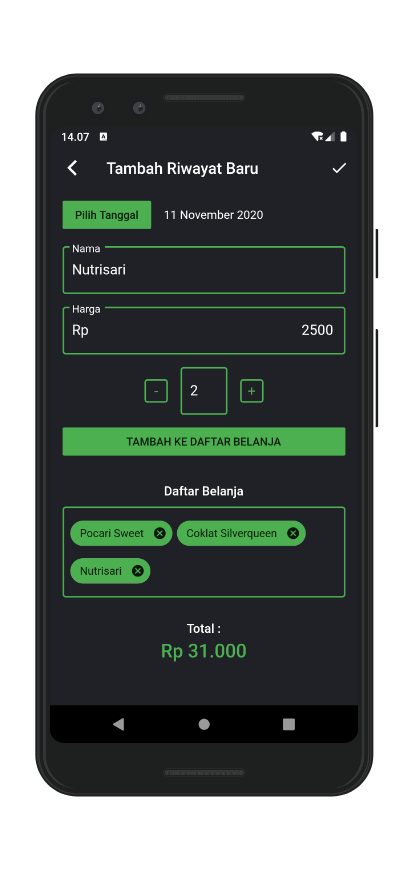 14.07 A
Tambah Riwayat Baru
Pilih Tanggal 11 November 2020
Nama
Nutrisari
Harga
Rp 2500
- 2 +
TAMBAH KE DAFTAR BELANJA
Daftar Belanja
Pocari Sweet Coklat Silverqueen
Nutrisari
Total :
Rp 31.000